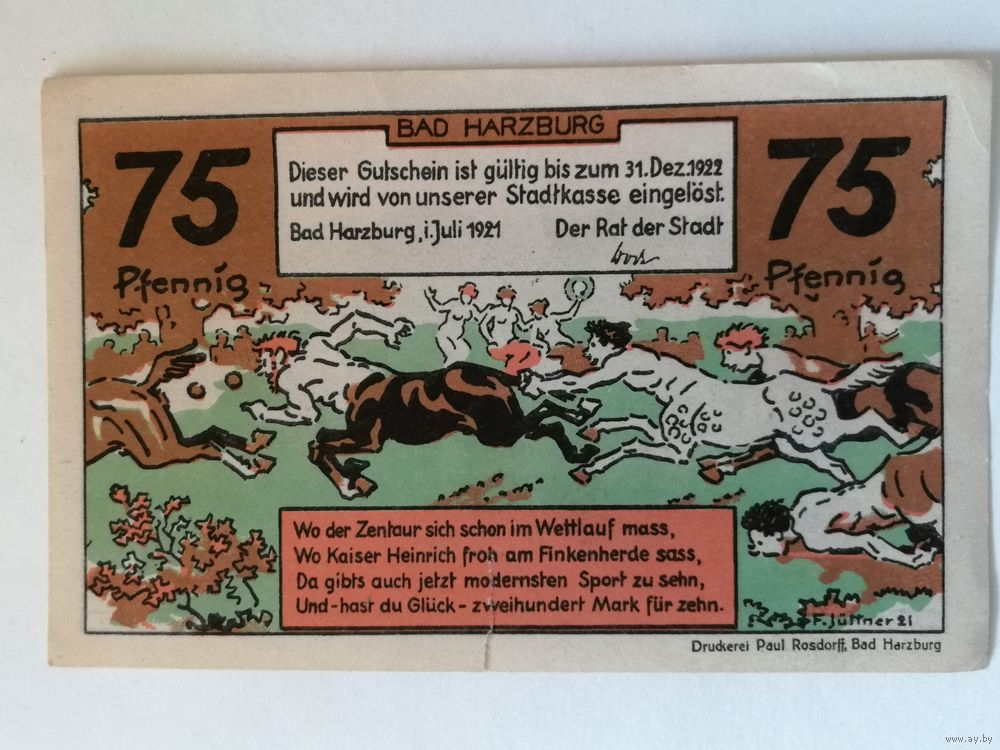 BAD HARZBURG
75 75
Dieser Gutschein ist gültig bis zum 31. Dez. 1922
und wird von unserer Stadtkasse eingelöst.
Bad Harzburg, i. Juli 1921 Der Rat der Stadt
Pfennig Pfennig
Wo der Zentaur sich schon im Wettlauf mass,
Wo Kaiser Heinrich froh am Finkenherde sass,
Da gibts auch jetzt modernsten Sport zu sehn,
Und - hast du Glück - zweihundert Mark für zehn.
F. Jüttner 21
Druckerei Paul Rosdorff, Bad Harzburg
www.ay.by